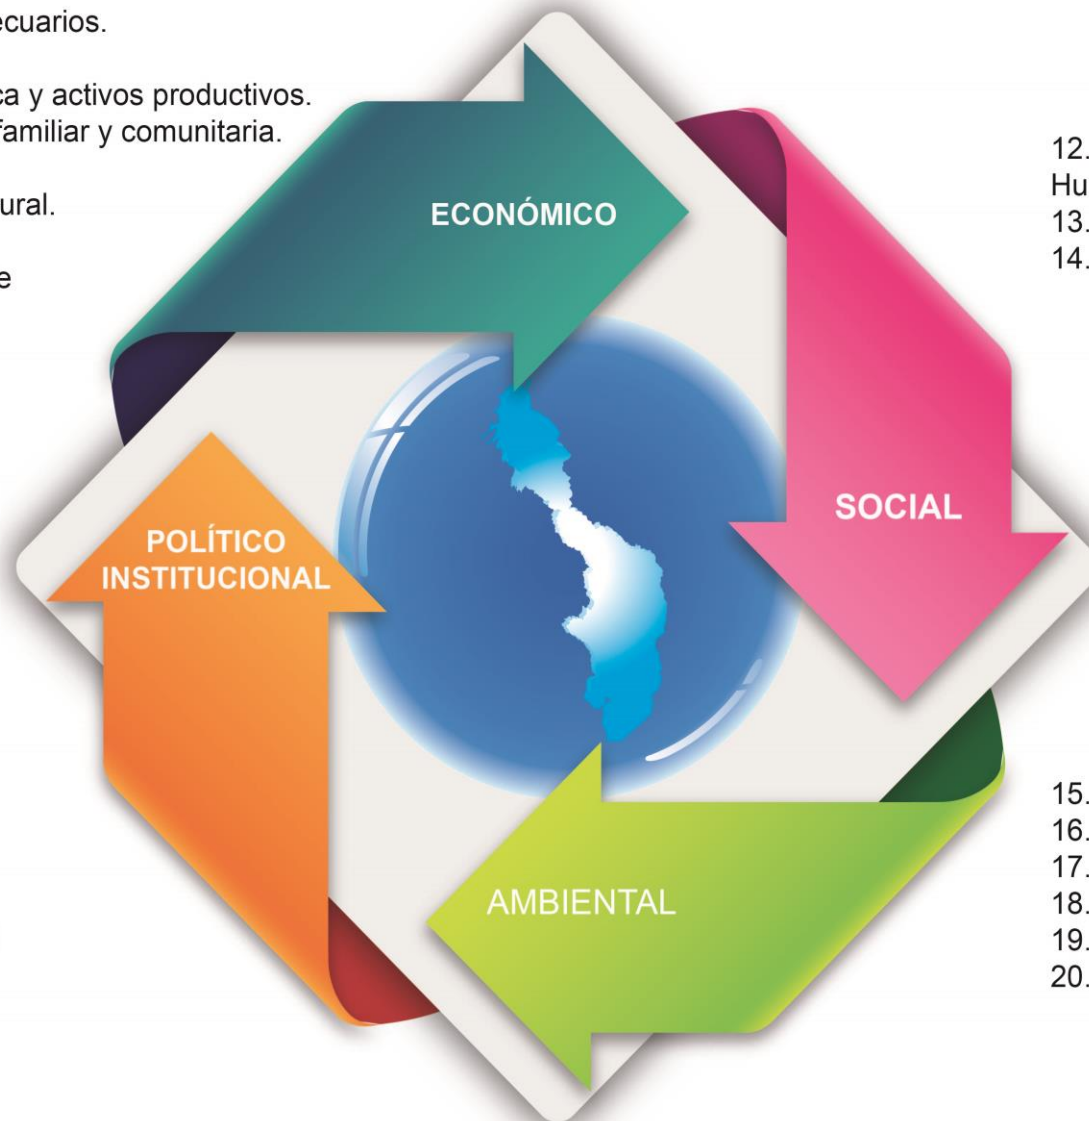 ecuarios.
ca y activos productivos.
familiar y comunitaria.
ural.
e
ECONÓMICO
12.
Hu
13.
14.
SOCIAL
POLÍTICO
INSTITUCIONAL
AMBIENTAL
15.
16.
17.
18.
19.
20.